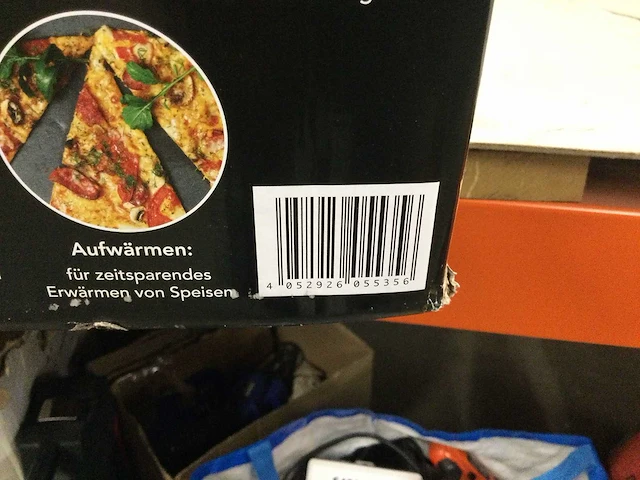 Aufwärmen:
für zeitsparendes
Erwärmen von Speisen
4 052926 055356